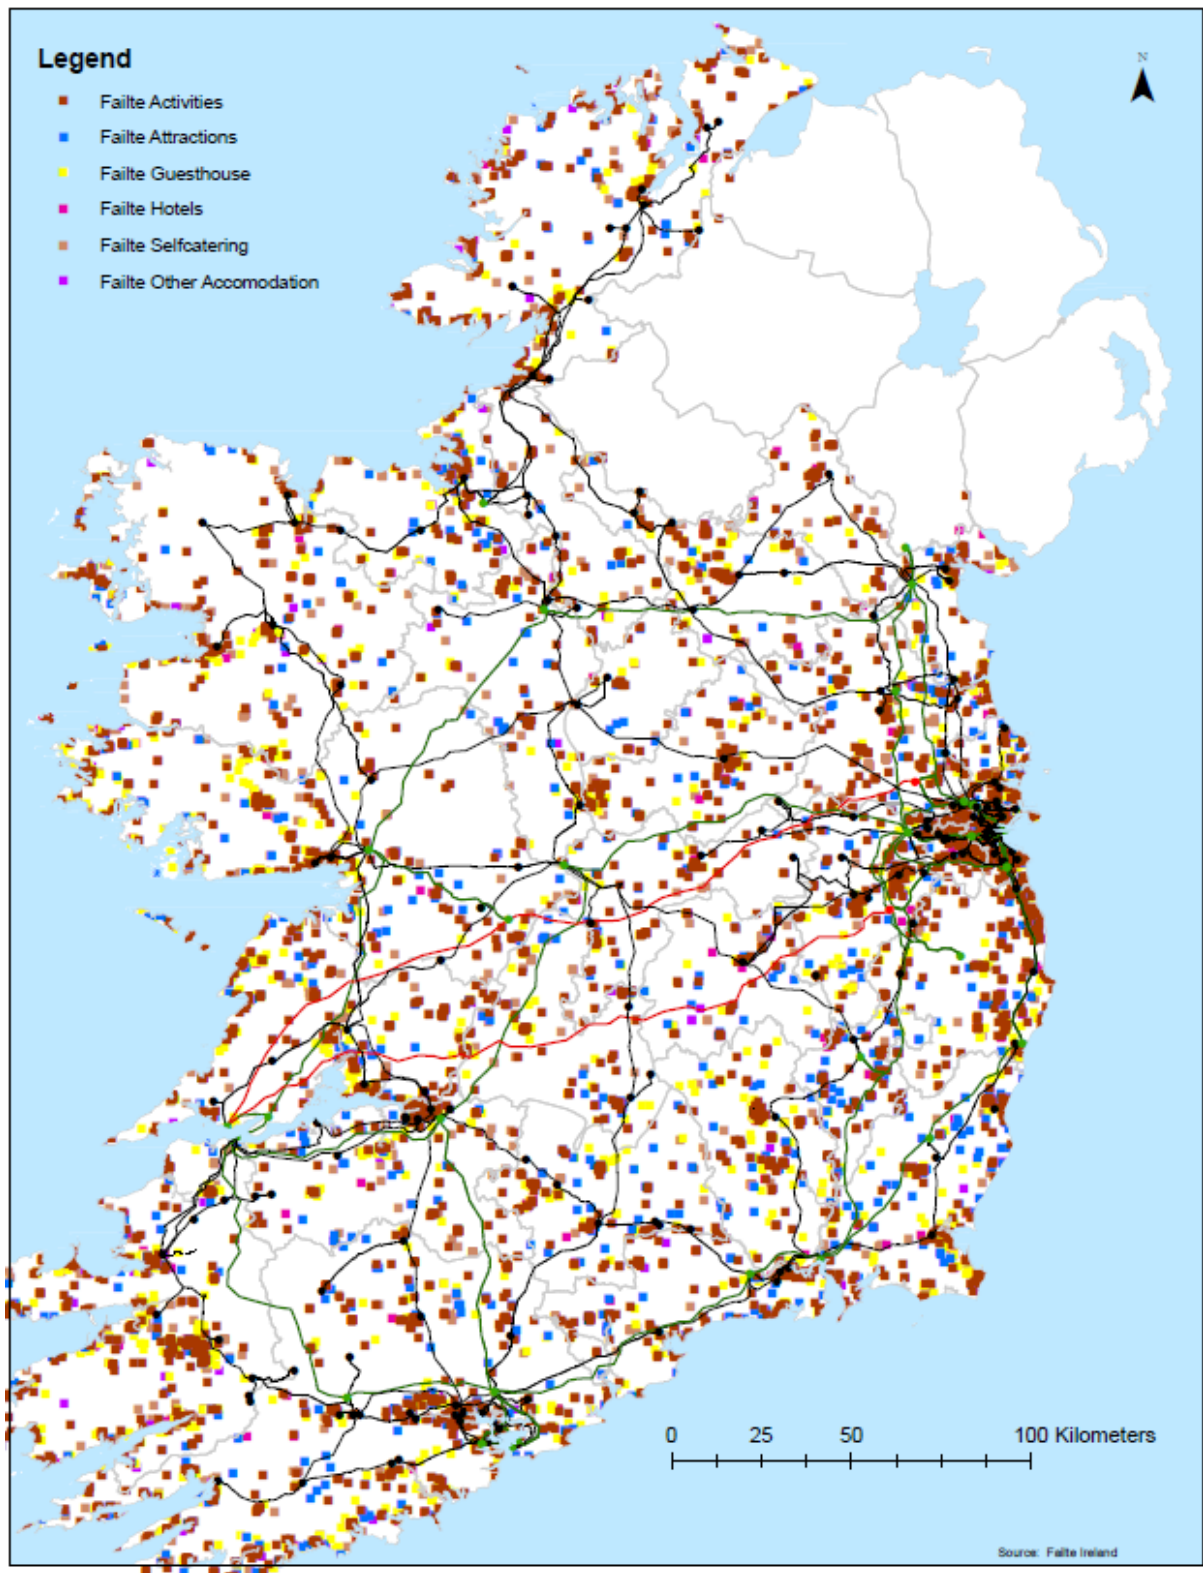 Legend
Failte Activities
Failte Attractions
Failte Guesthouse
Failte Hotels
Failte Selfcatering
Failte Other Accomodation
N
0 25 50 100 Kilometers
Source: Failte Ireland